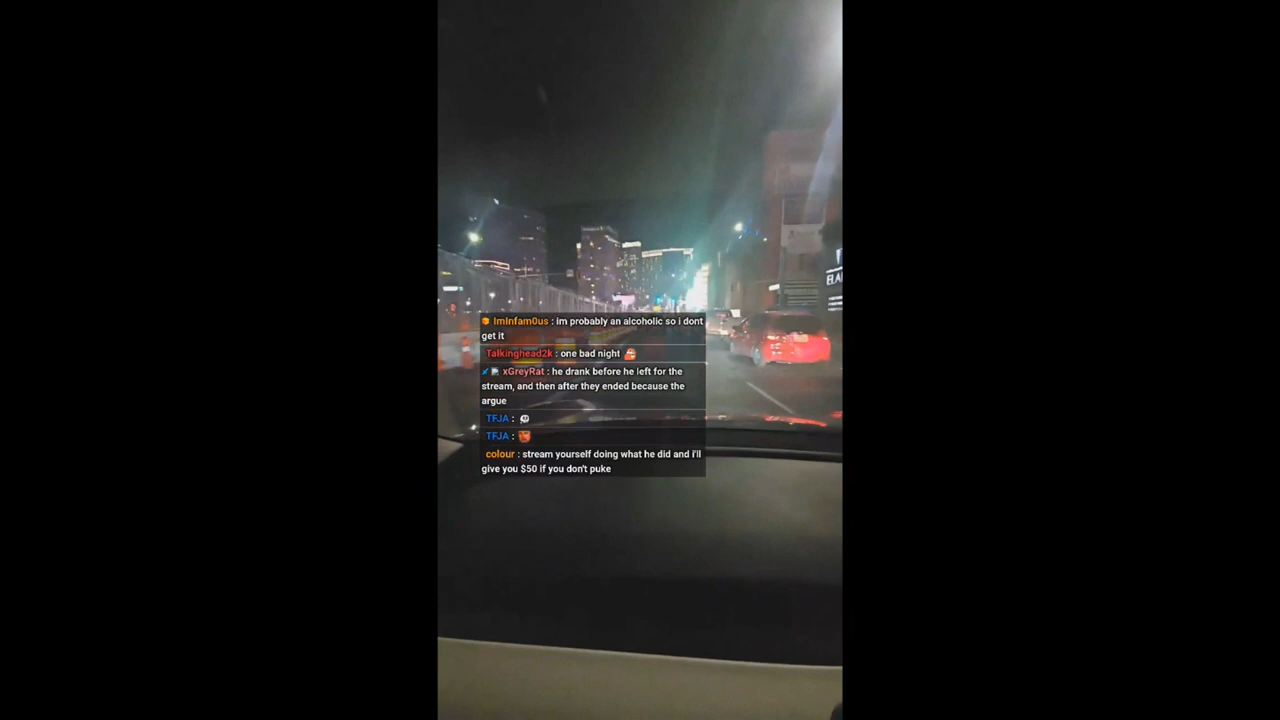 ImInfam0us : im probably an alcoholic so i dont
get it
Talkinghead2k : one bad night
xGreyRat : he drank before he left for the
stream, and then after they ended because the
argue
TFJA :
TFJA :
colour : stream yourself doing what he did and i'll
give you $50 if you don't puke
ELA